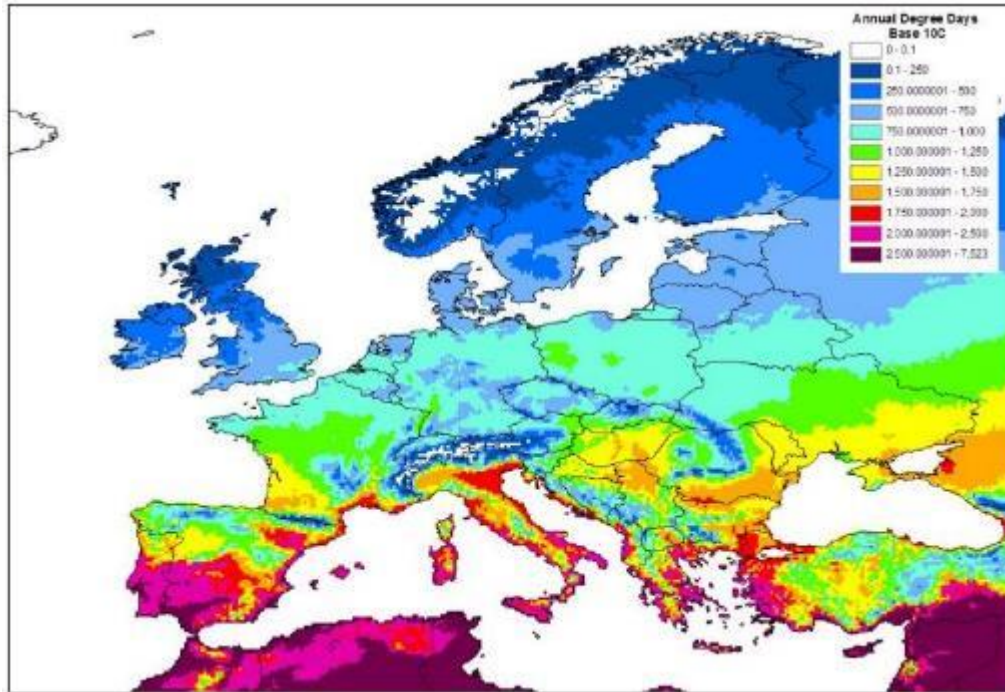 Annual Degree Days
Base 10C
0 - 0.1
0.1 - 250
250.0000001 - 500
500.0000001 - 750
750.0000001 - 1,000
1,000.000001 - 1,250
1,250.000001 - 1,500
1,500.000001 - 1,750
1,750.000001 - 2,000
2,000.000001 - 2,500
2,500.000001 - 7,523